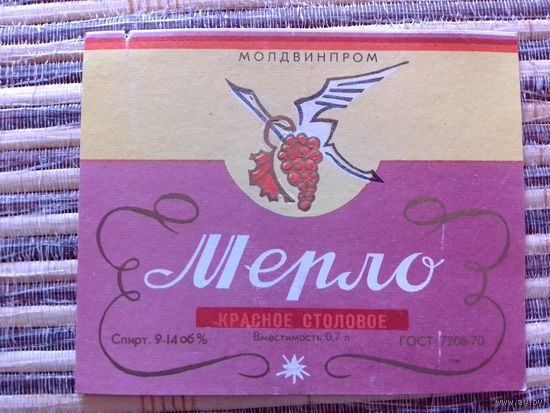 МОЛДВИНПРОМ
Мерло
КРАСНОЕ СТОЛОВОЕ
Спирт. 9-14 об% Вместимость 0,7 л ГОСТ 7208-70